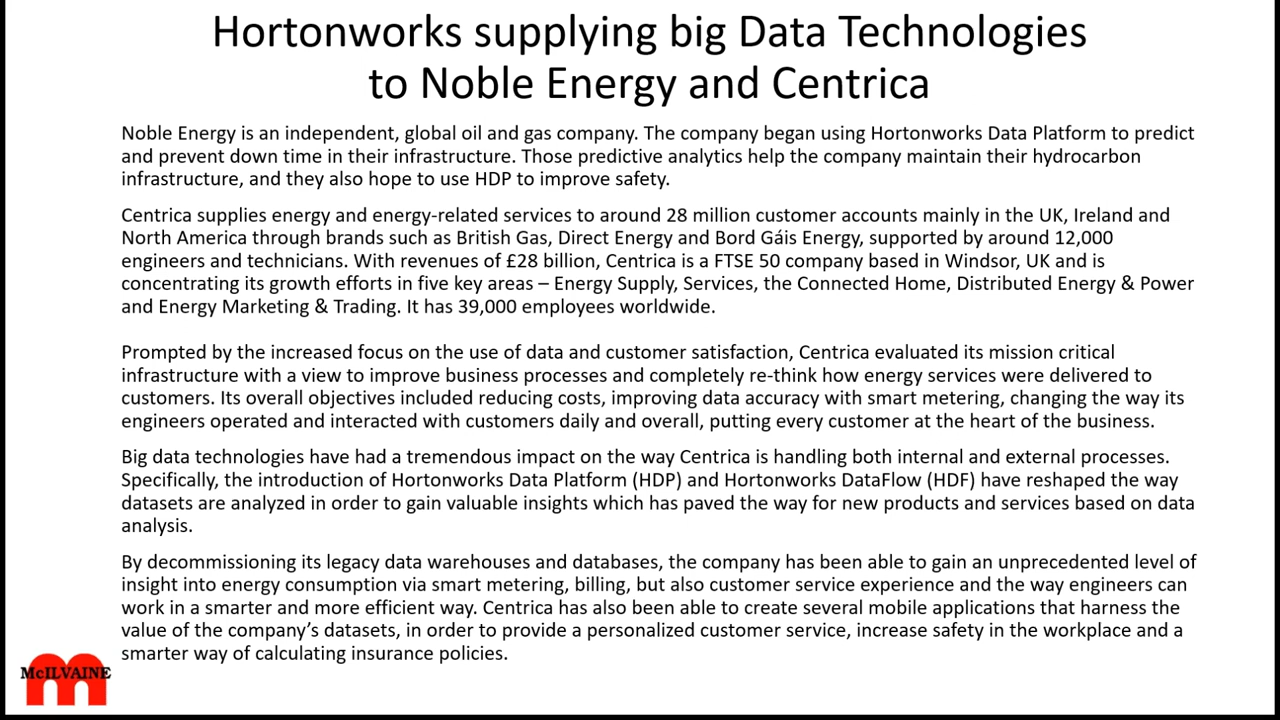 Hortonworks supplying big Data Technologies
to Noble Energy and Centrica
Noble Energy is an independent, global oil and gas company. The company began using Hortonworks Data Platform to predict
and prevent down time in their infrastructure. Those predictive analytics help the company maintain their hydrocarbon
infrastructure, and they also hope to use HDP to improve safety.
Centrica supplies energy and energy-related services to around 28 million customer accounts mainly in the UK, Ireland and
North America through brands such as British Gas, Direct Energy and Bord Gáis Energy, supported by around 12,000
engineers and technicians. With revenues of £28 billion, Centrica is a FTSE 50 company based in Windsor, UK and is
concentrating its growth efforts in five key areas – Energy Supply, Services, the Connected Home, Distributed Energy & Power
and Energy Marketing & Trading. It has 39,000 employees worldwide.
Prompted by the increased focus on the use of data and customer satisfaction, Centrica evaluated its mission critical
infrastructure with a view to improve business processes and completely re-think how energy services were delivered to
customers. Its overall objectives included reducing costs, improving data accuracy with smart metering, changing the way its
engineers operated and interacted with customers daily and overall, putting every customer at the heart of the business.
Big data technologies have had a tremendous impact on the way Centrica is handling both internal and external processes.
Specifically, the introduction of Hortonworks Data Platform (HDP) and Hortonworks DataFlow (HDF) have reshaped the way
datasets are analyzed in order to gain valuable insights which has paved the way for new products and services based on data
analysis.
By decommissioning its legacy data warehouses and databases, the company has been able to gain an unprecedented level of
insight into energy consumption via smart metering, billing, but also customer service experience and the way engineers can
work in a smarter and more efficient way. Centrica has also been able to create several mobile applications that harness the
value of the company’s datasets, in order to provide a personalized customer service, increase safety in the workplace and a
smarter way of calculating insurance policies.
McILVAINE